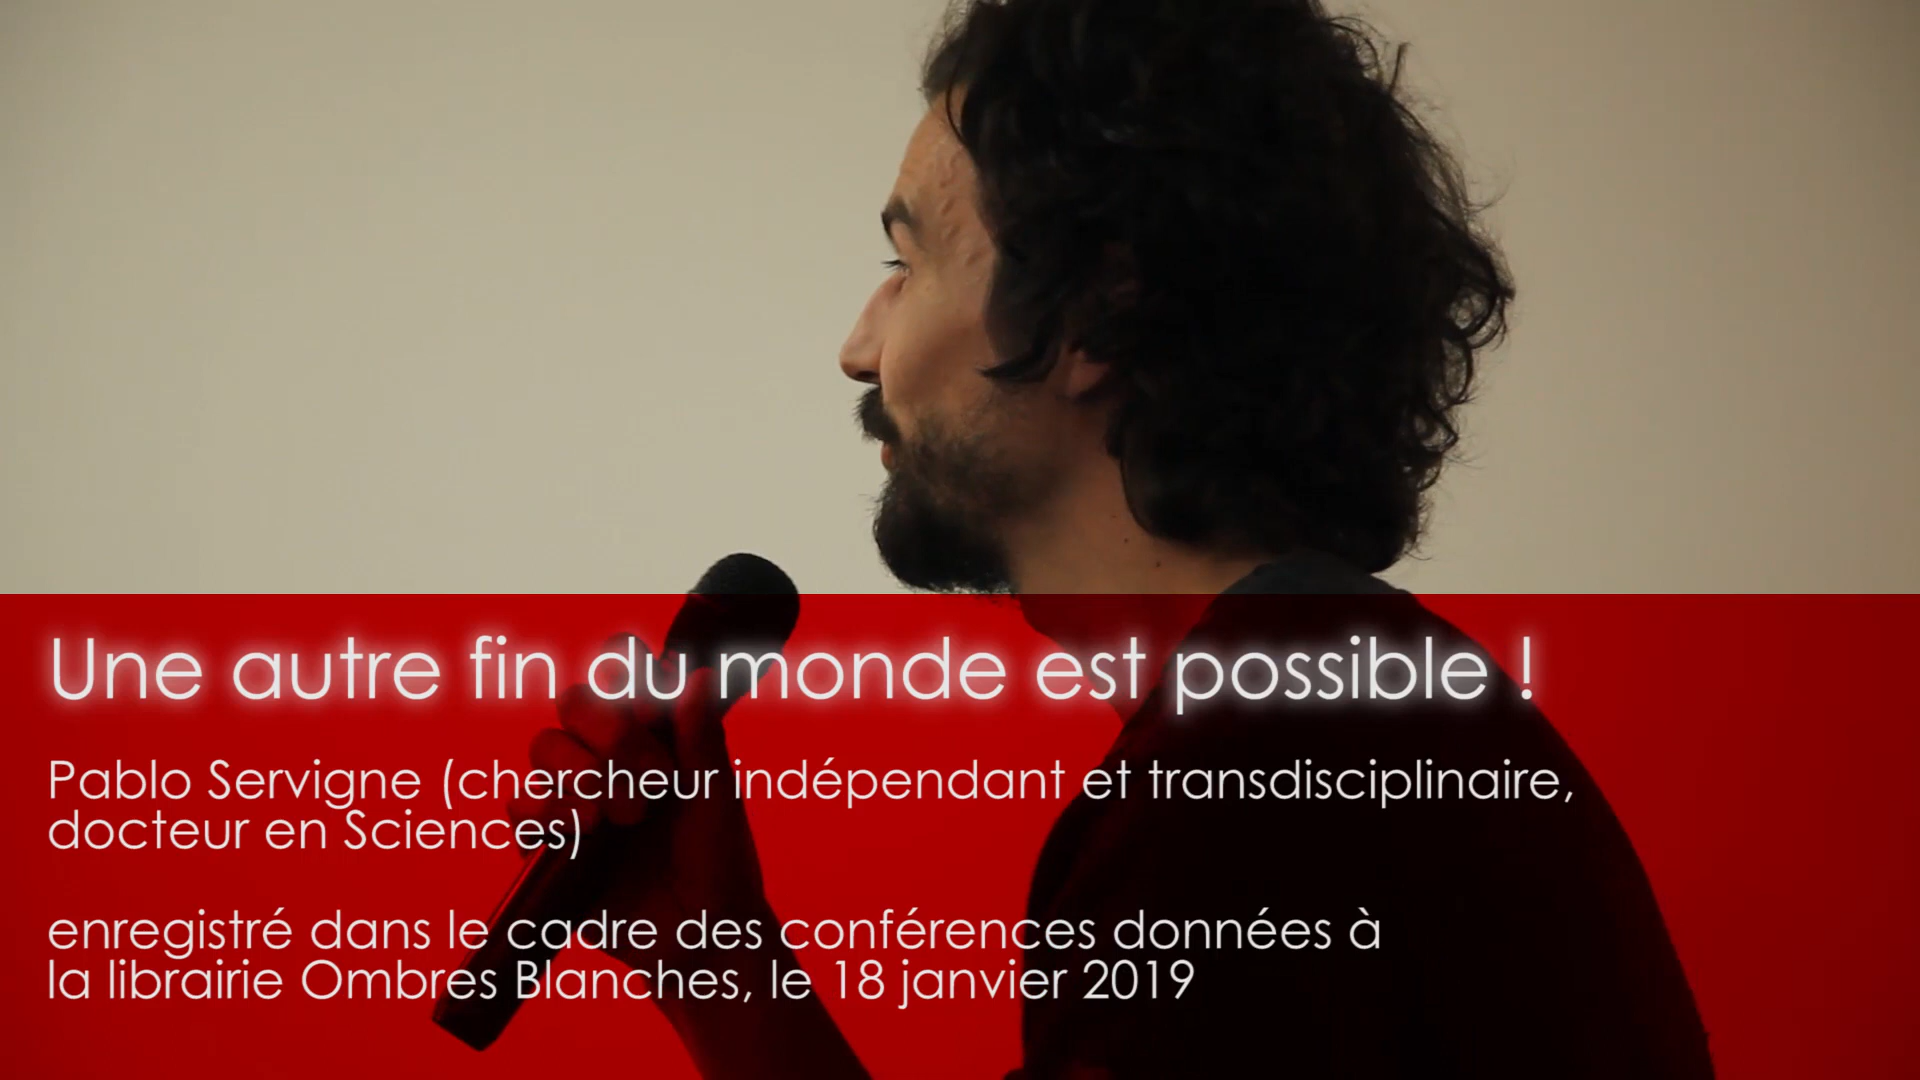 Une autre fin du monde est possible !
Pablo Servigne (chercheur indépendant et transdisciplinaire,
docteur en Sciences)
enregistré dans le cadre des conférences données à
la librairie Ombres Blanches, le 18 janvier 2019